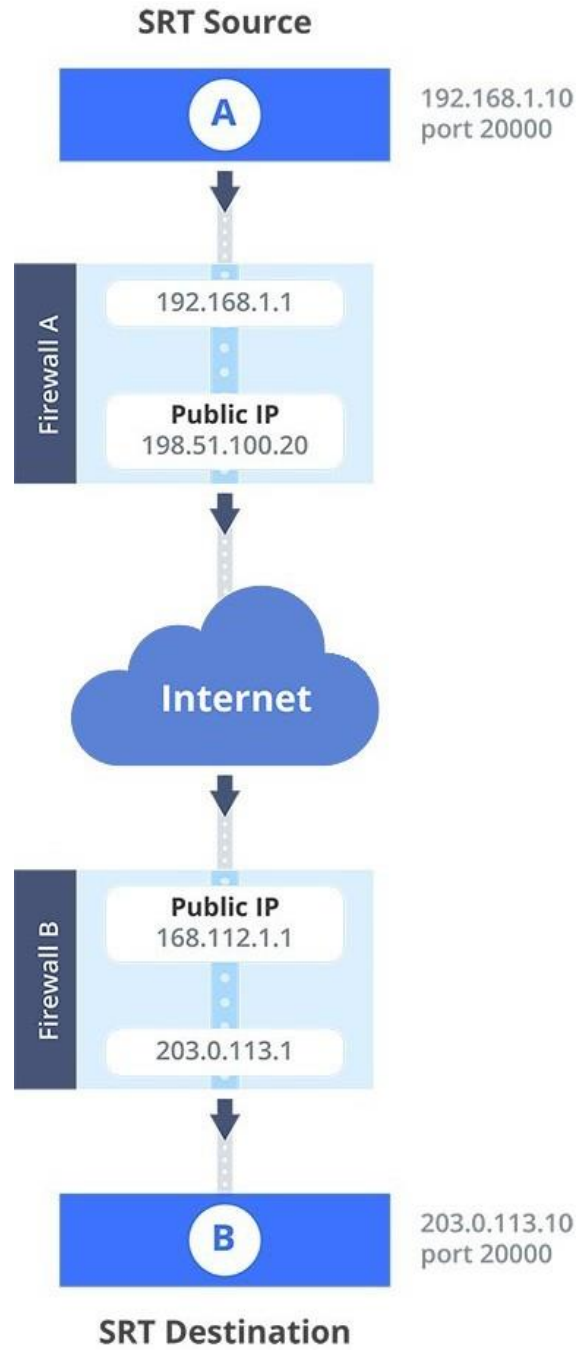 SRT Source
A
192.168.1.10
port 20000
Firewall A
192.168.1.1
Public IP
198.51.100.20
Internet
Firewall B
Public IP
168.112.1.1
203.0.113.1
B
203.0.113.10
port 20000
SRT Destination